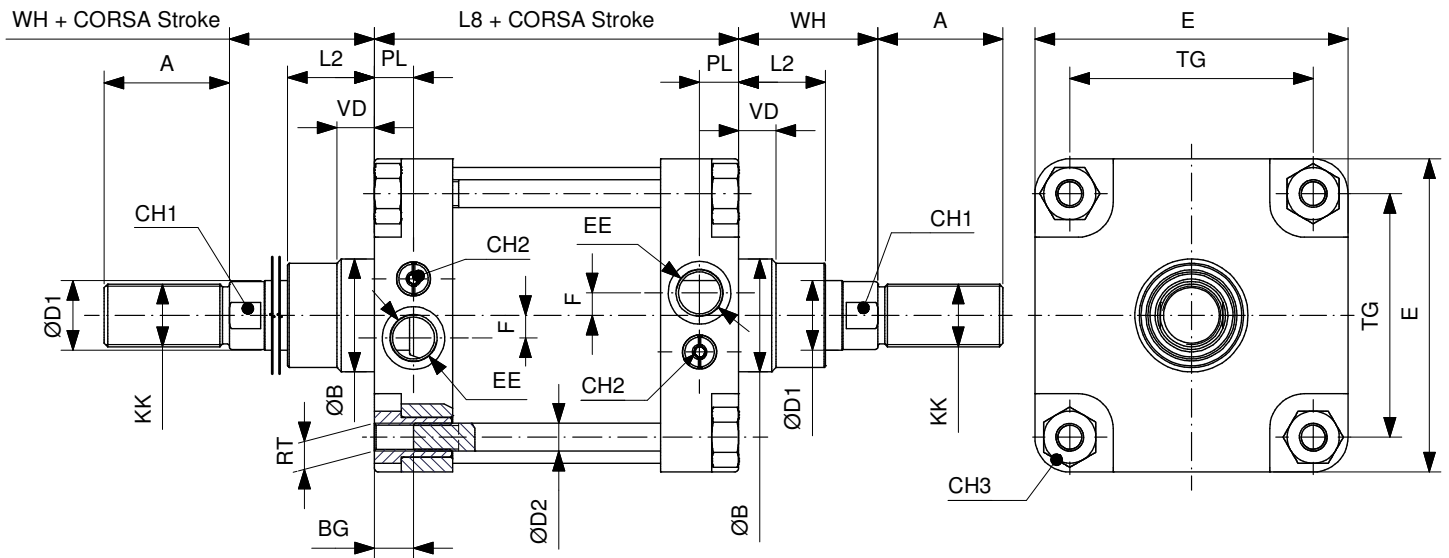 WH + CORSA Stroke
L8 + CORSA Stroke
WH
A
E
A
L2
PL
PL
L2
TG
VD
VD
CH1
CH2
EE
CH1
ØD1
F
F
TG
E
KK
ØB
EE
CH2
ØD1
KK
RT
BG
ØD2
ØB
CH3